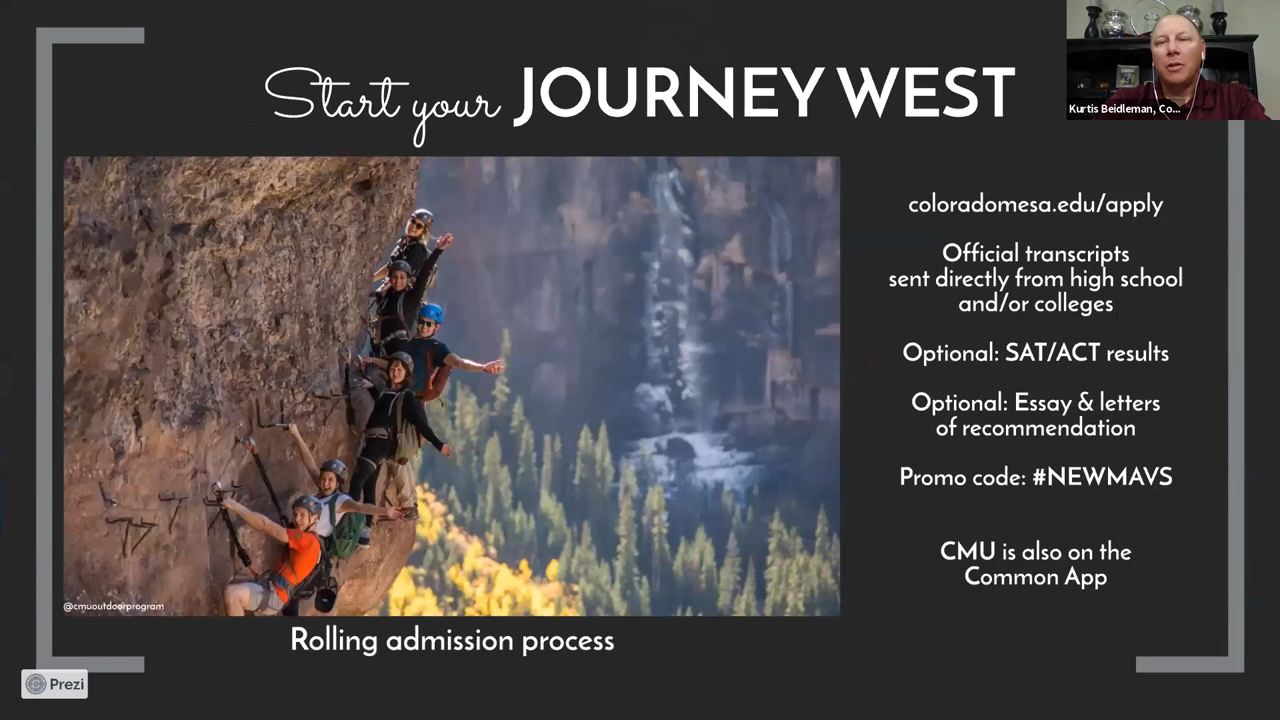 Start your JOURNEY WEST
Kurtis Beidleman, Co...
coloradomesa.edu/apply
Official transcripts
sent directly from high school
and/or colleges
Optional: SAT/ACT results
Optional: Essay & letters
of recommendation
Promo code: #NEWMAVS
CMU is also on the
Common App
@cmuoutdoorprogram
Rolling admission process
Prezi